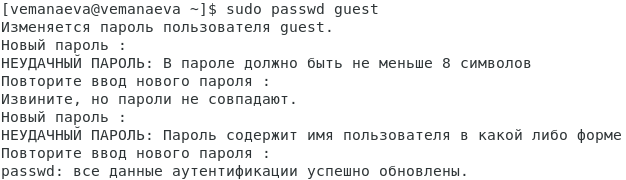 [vemanaeva@vemanaeva ~]$ sudo passwd guest
Изменяется пароль пользователя guest.
Новый пароль :
НЕУДАЧНЫЙ ПАРОЛЬ: В пароле должно быть не меньше 8 символов
Повторите ввод нового пароля :
Извините, но пароли не совпадают.
Новый пароль :
НЕУДАЧНЫЙ ПАРОЛЬ: Пароль содержит имя пользователя в какой либо форме
Повторите ввод нового пароля :
passwd: все данные аутентификации успешно обновлены.